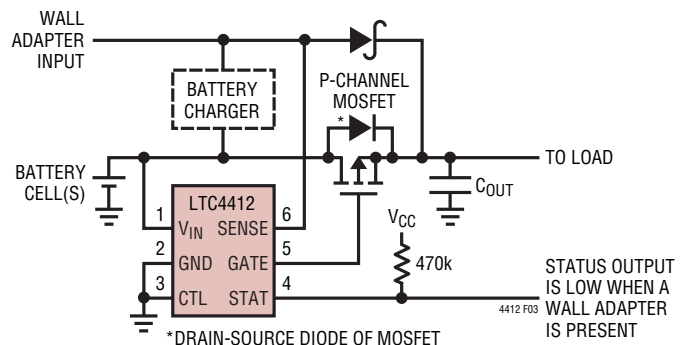 WALL
ADAPTER
INPUT
BATTERY
CHARGER
P-CHANNEL
MOSFET
*
BATTERY
CELL(S)
TO LOAD
COUT
LTC4412
1
VIN
SENSE
6
2
GND
GATE
5
3
CTL
STAT
4
VCC
470k
STATUS OUTPUT
IS LOW WHEN A
WALL ADAPTER
IS PRESENT
4412 F03
*DRAIN-SOURCE DIODE OF MOSFET